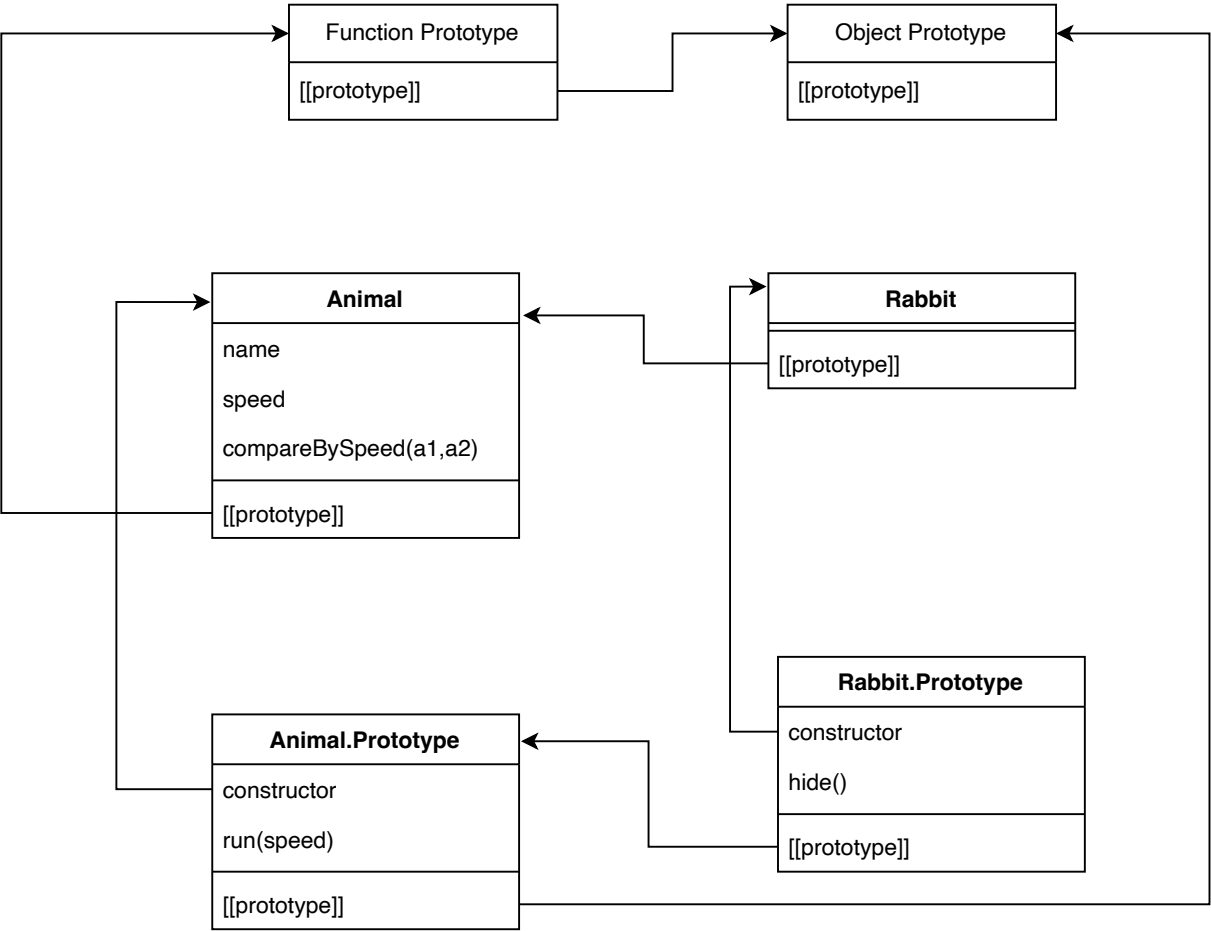 Function Prototype
[[prototype]]
Object Prototype
[[prototype]]
Animal
name
speed
compareBySpeed(a1,a2)
[[prototype]]
Rabbit
[[prototype]]
Animal.Prototype
constructor
run(speed)
[[prototype]]
Rabbit.Prototype
constructor
hide()
[[prototype]]